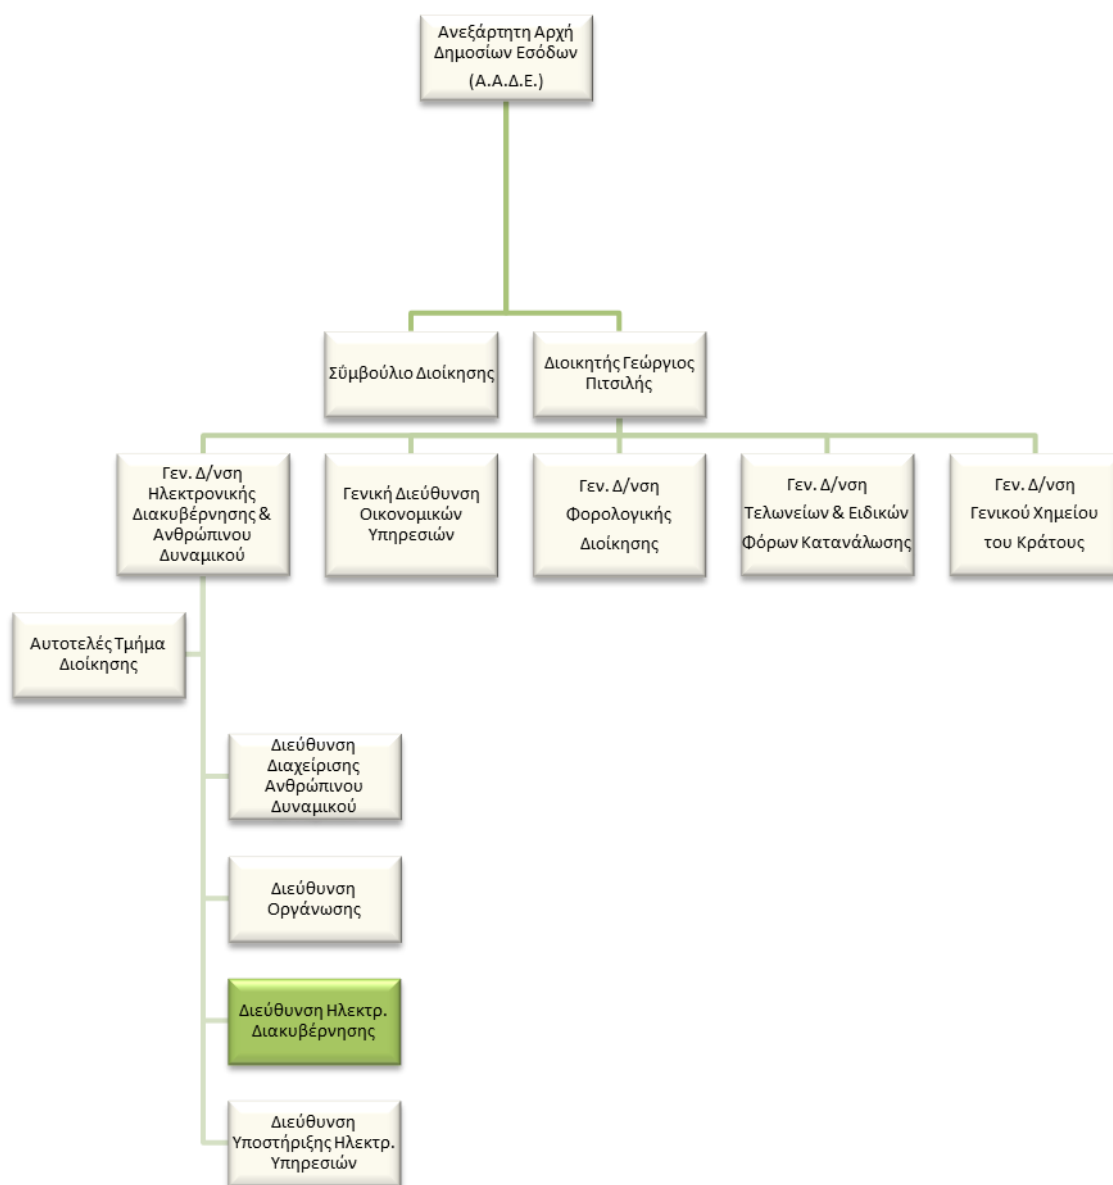 Ανεξάρτητη Αρχή
Δημοσίων Εσόδων
(Α.Α.Δ.Ε.)
Σΰμβούλιο Διοίκησης
Διοικητής Γεώργιος
Πιτσιλής
Γεν. Δ/νση
Ηλεκτρονικής
Διακυβέρνησης &
Ανθρώπινου
Δυναμικού
Γενική Διεύθυνση
Οικονομικών
Υπηρεσιών
Γεν. Δ/νση
Φορολογικής
Διοίκησης
Γεν. Δ/νση
Τελωνείων & Ειδικών
Φόρων Κατανάλωσης
Γεν. Δ/νση
Γενικού Χημείου
του Κράτους
Αυτοτελές Τμήμα
Διοίκησης
Διεύθυνση
Διαχείρισης
Ανθρώπινου
Δυναμικού
Διεύθυνση
Οργάνωσης
Διεύθυνση Ηλεκτρ.
Διακυβέρνησης
Διεύθυνση
Υποστήριξης Ηλεκτρ.
Υπηρεσιών